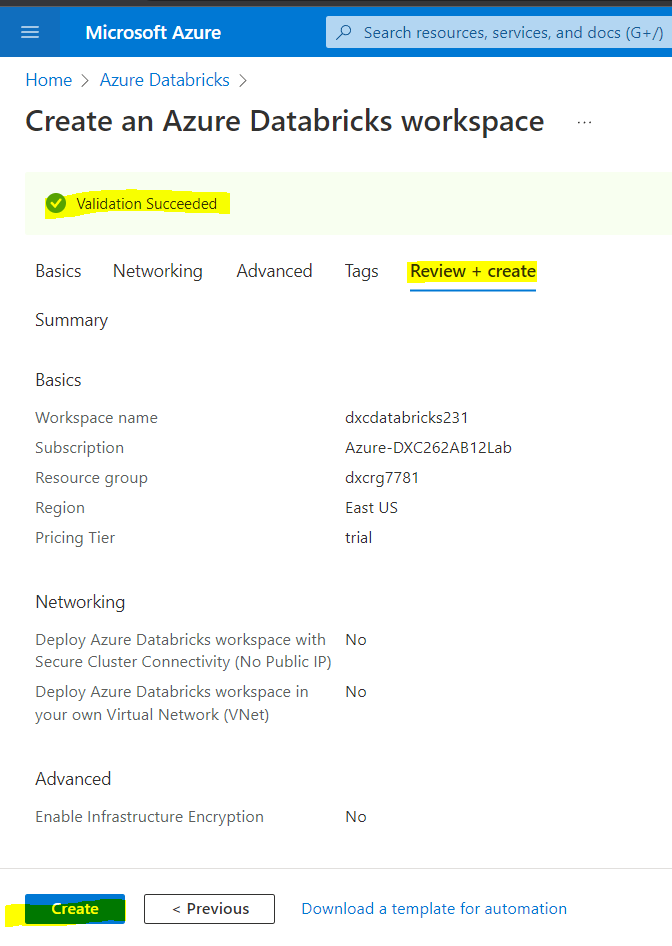 Microsoft Azure
Search resources, services, and docs (G+/)
Home > Azure Databricks >
Create an Azure Databricks workspace ...
Validation Succeeded
Basics Networking Advanced Tags Review + create
Summary
Basics
Workspace name dxcdatabricks231
Subscription Azure-DXC262AB12Lab
Resource group dxcrg7781
Region East US
Pricing Tier trial
Networking
Deploy Azure Databricks workspace with No
Secure Cluster Connectivity (No Public IP)
Deploy Azure Databricks workspace in No
your own Virtual Network (VNet)
Advanced
Enable Infrastructure Encryption No
Create < Previous Download a template for automation